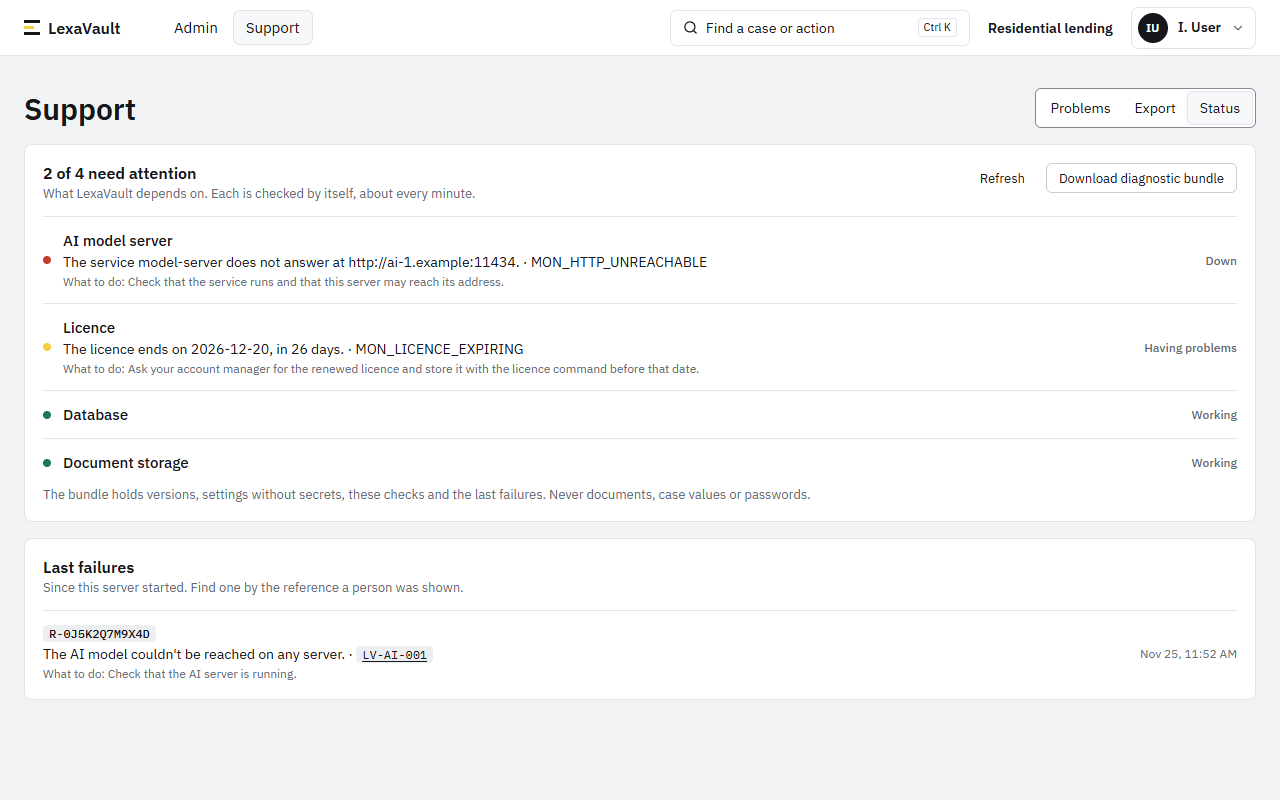 LexaVault
Admin
Support
Find a case or action
Ctrl K
Residential lending
IU
I. User
Support
Problems
Export
Status
2 of 4 need attention
What LexaVault depends on. Each is checked by itself, about every minute.
Refresh
Download diagnostic bundle
AI model server
The service model-server does not answer at http://ai-1.example:11434. · MON_HTTP_UNREACHABLE
What to do: Check that the service runs and that this server may reach its address.
Down
Licence
The licence ends on 2026-12-20, in 26 days. · MON_LICENCE_EXPIRING
What to do: Ask your account manager for the renewed licence and store it with the licence command before that date.
Having problems
Database
Working
Document storage
Working
The bundle holds versions, settings without secrets, these checks and the last failures. Never documents, case values or passwords.
Last failures
Since this server started. Find one by the reference a person was shown.
R-0J5K2Q7M9X4D
The AI model couldn't be reached on any server. · LV-AI-001
What to do: Check that the AI server is running.
Nov 25, 11:52 AM